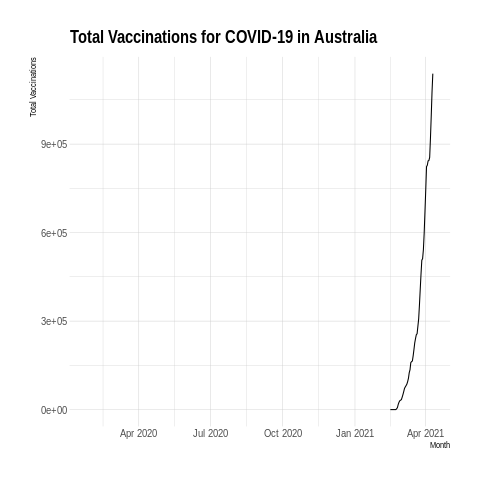 Total Vaccinations for COVID-19 in Australia
Total Vaccinations
9e+05
6e+05
3e+05
0e+00
Apr 2020 Jul 2020 Oct 2020 Jan 2021 Apr 2021
Month